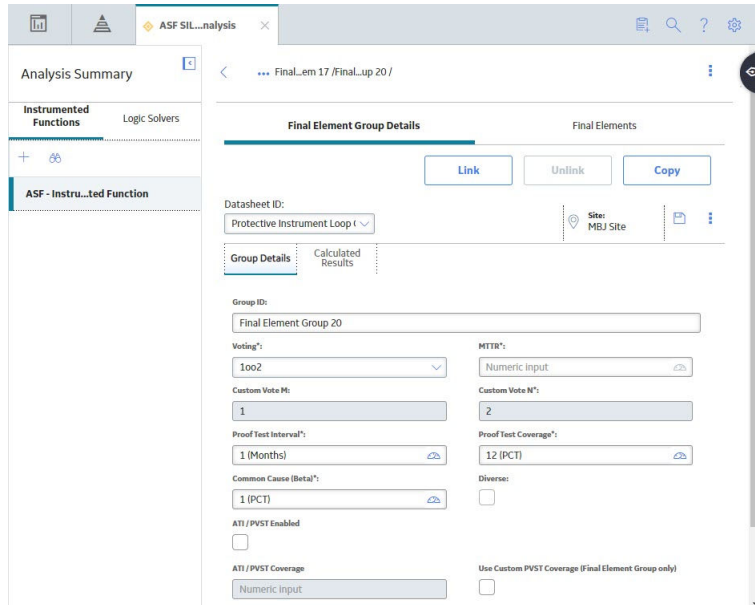 ASF SIL...nalysis
Analysis Summary
Instrumented Functions
Logic Solvers
ASF - Instru...ted Function
... Final...em 17 /Final...up 20 /
Final Element Group Details
Final Elements
Link
Unlink
Copy
Datasheet ID:
Protective Instrument Loop (
Site:
MBJ Site
Group Details
Calculated Results
Group ID:
Final Element Group 20
Voting*:
MTTR*:
1oo2
Numeric input
Custom Vote M:
Custom Vote N*:
1
2
Proof Test Interval*:
Proof Test Coverage*:
1 (Months)
12 (PCT)
Common Cause (Beta)*:
Diverse:
1 (PCT)
ATI / PVST Enabled
ATI / PVST Coverage
Use Custom PVST Coverage (Final Element Group only)
Numeric input